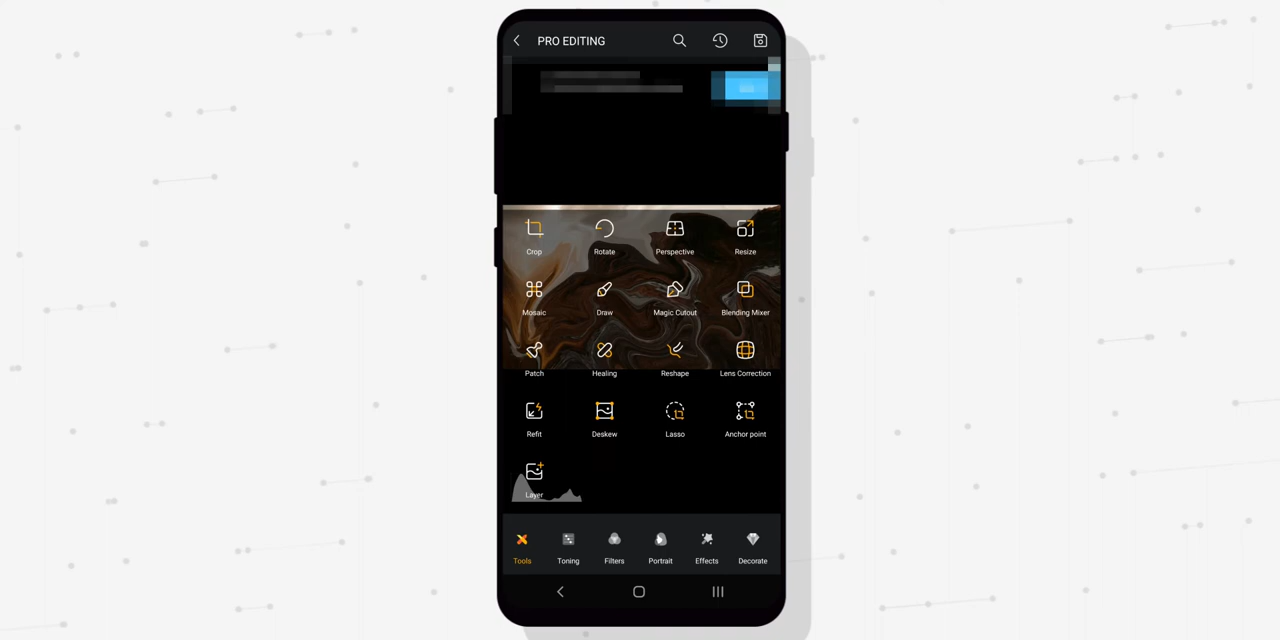 PRO EDITING
Crop Rotate Perspective Resize
Mosaic Draw Magic Cutout Blending Mixer
Patch Healing Reshape Lens Correction
Refit Deskew Lasso Anchor point
Layer
Tools Toning Filters Portrait Effects Decorate